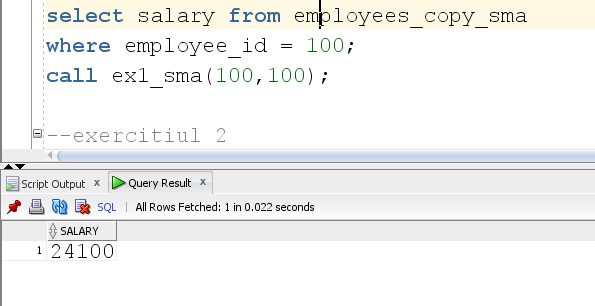 select salary from employees_copy_sma
where employee_id = 100;
call ex1_sma(100,100);
--exercitiul 2
Script Output x Query Result x
SQL | All Rows Fetched: 1 in 0.022 seconds
SALARY
1 24100